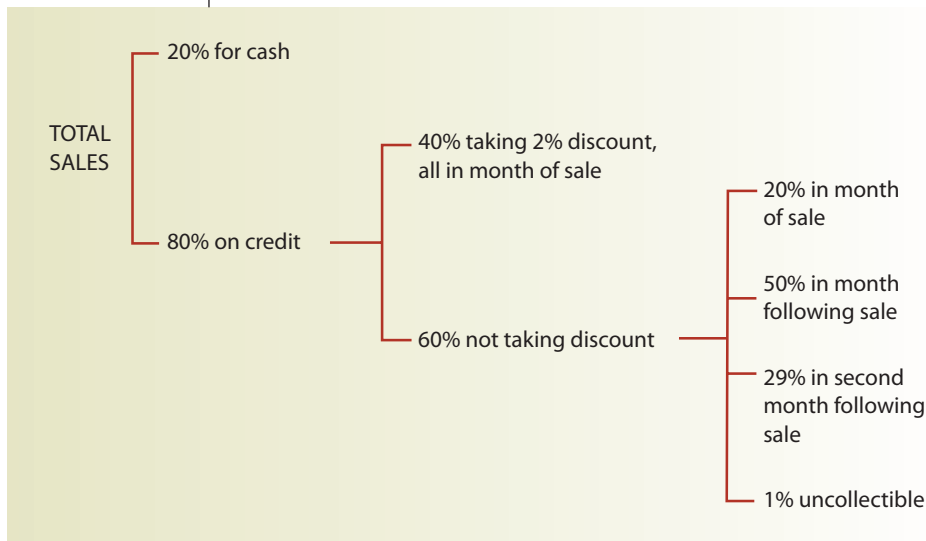 20% for cash
TOTAL
SALES
40% taking 2% discount,
all in month of sale
80% on credit
20% in month
of sale
50% in month
following sale
60% not taking discount
29% in second
month following
sale
1% uncollectible